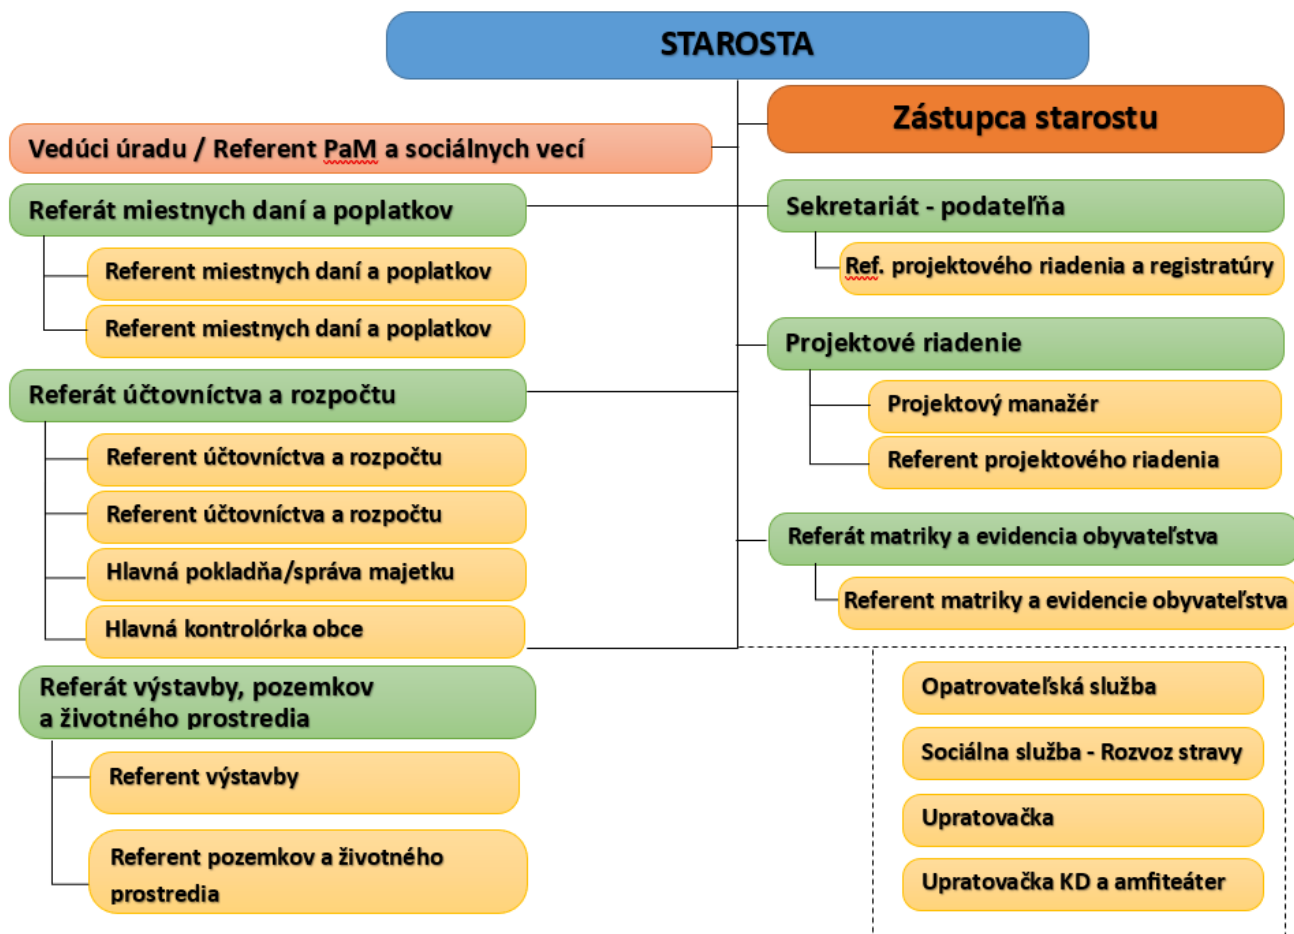 STAROSTA
Zástupca starostu
Vedúci úradu / Referent PaM a sociálnych vecí
Referát miestnych daní a poplatkov
Referent miestnych daní a poplatkov
Referent miestnych daní a poplatkov
Referát účtovníctva a rozpočtu
Referent účtovníctva a rozpočtu
Referent účtovníctva a rozpočtu
Hlavná pokladňa/správa majetku
Hlavná kontrolórka obce
Referát výstavby, pozemkov
a životného prostredia
Referent výstavby
Referent pozemkov a životného
prostredia
Sekretariát - podateľňa
Ref. projektového riadenia a registratúry
Projektové riadenie
Projektový manažér
Referent projektového riadenia
Referát matriky a evidencia obyvateľstva
Referent matriky a evidencie obyvateľstva
Opatrovateľská služba
Sociálna služba - Rozvoz stravy
Upratovačka
Upratovačka KD a amfiteáter